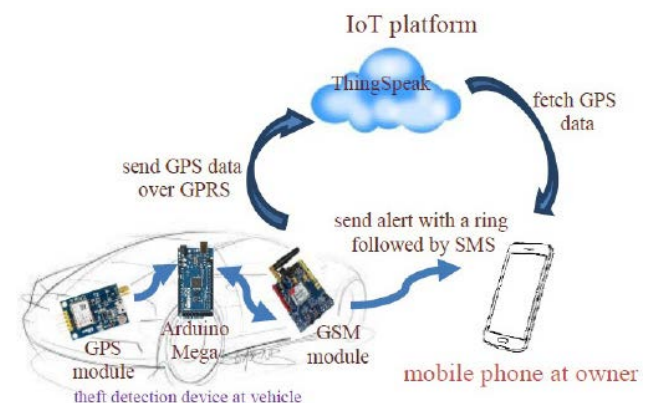 IoT platform
ThingSpeak
fetch GPS
data
send GPS data
over GPRS
send alert with a ring
followed by SMS
GPS
module
Arduino
Mega
GSM
module
mobile phone at owner
theft detection device at vehicle